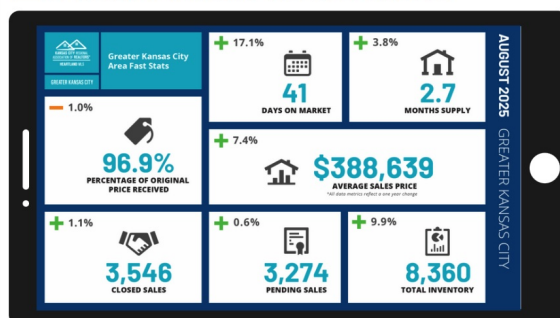 KANSAS CITY REGIONAL
ASSOCIATION OF REALTORS®
HEARTLAND MLS
GREATER KANSAS CITY
Greater Kansas City
Area Fast Stats
+ 17.1%
41
DAYS ON MARKET
+ 3.8%
2.7
MONTHS SUPPLY
− 1.0%
96.9%
PERCENTAGE OF ORIGINAL
PRICE RECEIVED
+ 7.4%
$388,639
AVERAGE SALES PRICE
*All data metrics reflect a one year change
+ 1.1%
3,546
CLOSED SALES
+ 0.6%
3,274
PENDING SALES
+ 9.9%
8,360
TOTAL INVENTORY
AUGUST 2025 GREATER KANSAS CITY